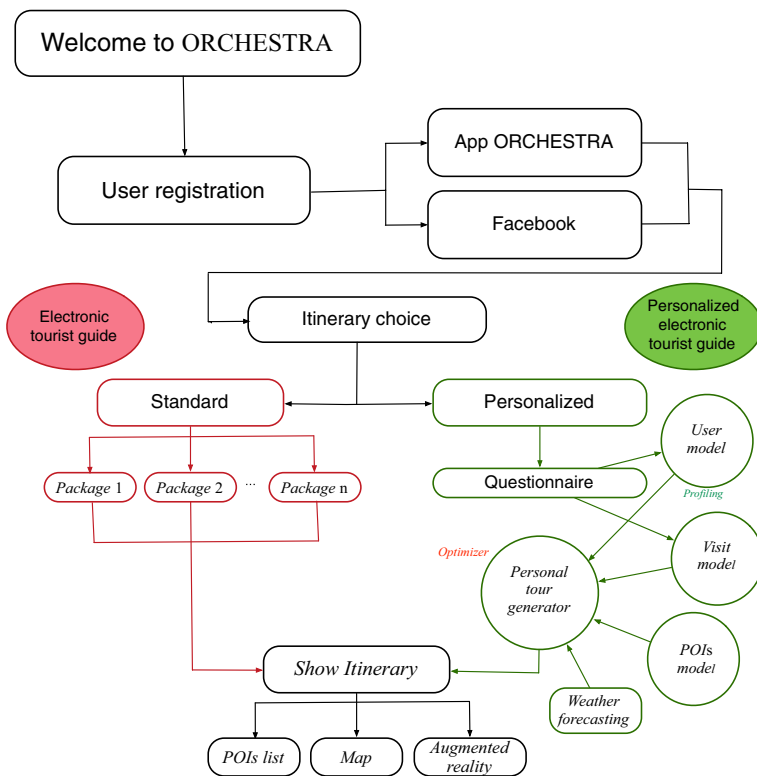 Welcome to ORCHESTRA
App ORCHESTRA
User registration
Facebook
Electronic
tourist guide
Itinerary choice
Personalized
electronic
tourist guide
Standard
Personalized
User
model
Package 1
Package 2
...
Package n
Questionnaire
Profiling
Optimizer
Personal
tour
generator
Visit
model
Show Itinerary
POIs
model
Weather
forecasting
POIs list
Map
Augmented
reality